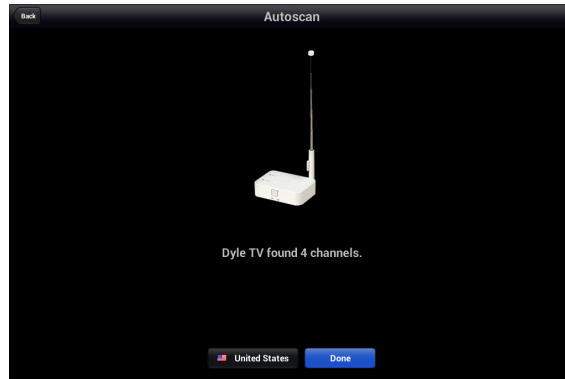 Back
Autoscan
Dyle TV found 4 channels.
United States
Done